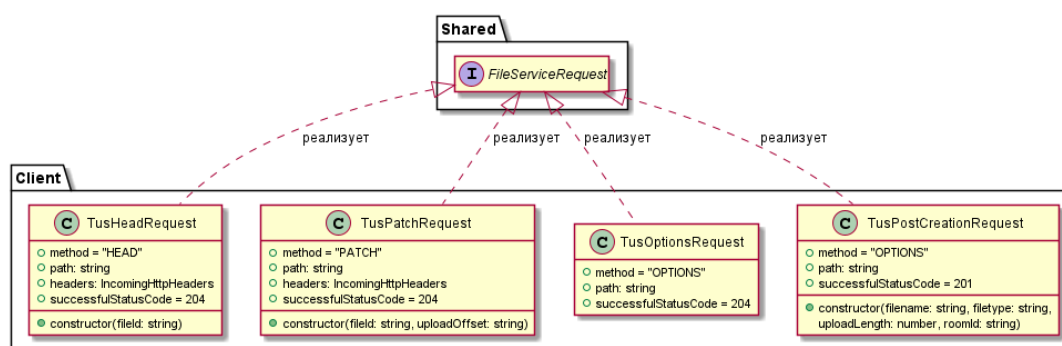 Shared
I FileServiceRequest
реализует реализует реализует реализует
Client
C TusHeadRequest
method = "HEAD"
path: string
headers: IncomingHttpHeaders
successfulStatusCode = 204
constructor(fileId: string)
C TusPatchRequest
method = "PATCH"
path: string
headers: IncomingHttpHeaders
successfulStatusCode = 204
constructor(fileId: string, uploadOffset: string)
C TusOptionsRequest
method = "OPTIONS"
path: string
successfulStatusCode = 204
C TusPostCreationRequest
method = "OPTIONS"
path: string
successfulStatusCode = 201
constructor(filename: string, filetype: string,
uploadLength: number, roomId: string)